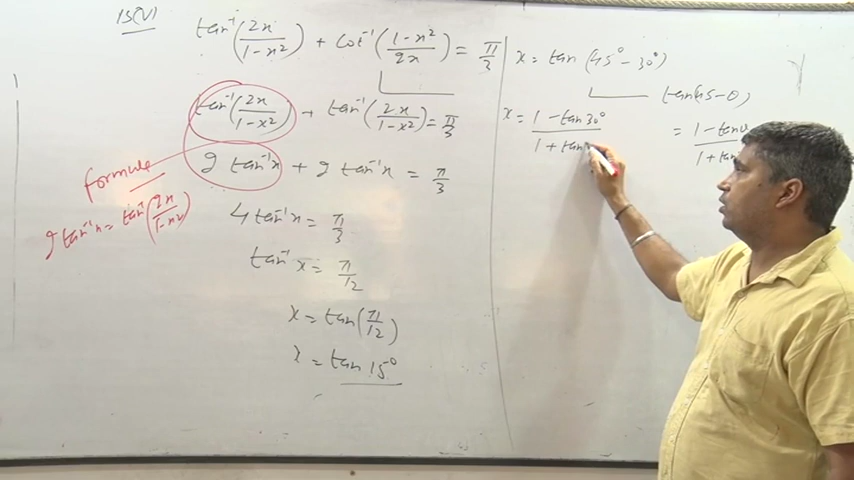 15(V)
tan⁻¹(2x/1-x²) + Cot⁻¹(1-x²/2x) = π/3
tan⁻¹(2x/1-x²) + tan⁻¹(2x/1-x²) = π/3
formula
2 tan⁻¹x + 2 tan⁻¹x = π/3
2 tan⁻¹x = tan⁻¹(2x/1-x²)
4 tan⁻¹x = π/3
tan⁻¹x = π/12
x = tan(π/12)
x = tan 15°
x = tan (45° - 30°)
tan(45-θ)
x = 1 - tan30° / 1 + tan
= 1 - tanθ / 1 + tan